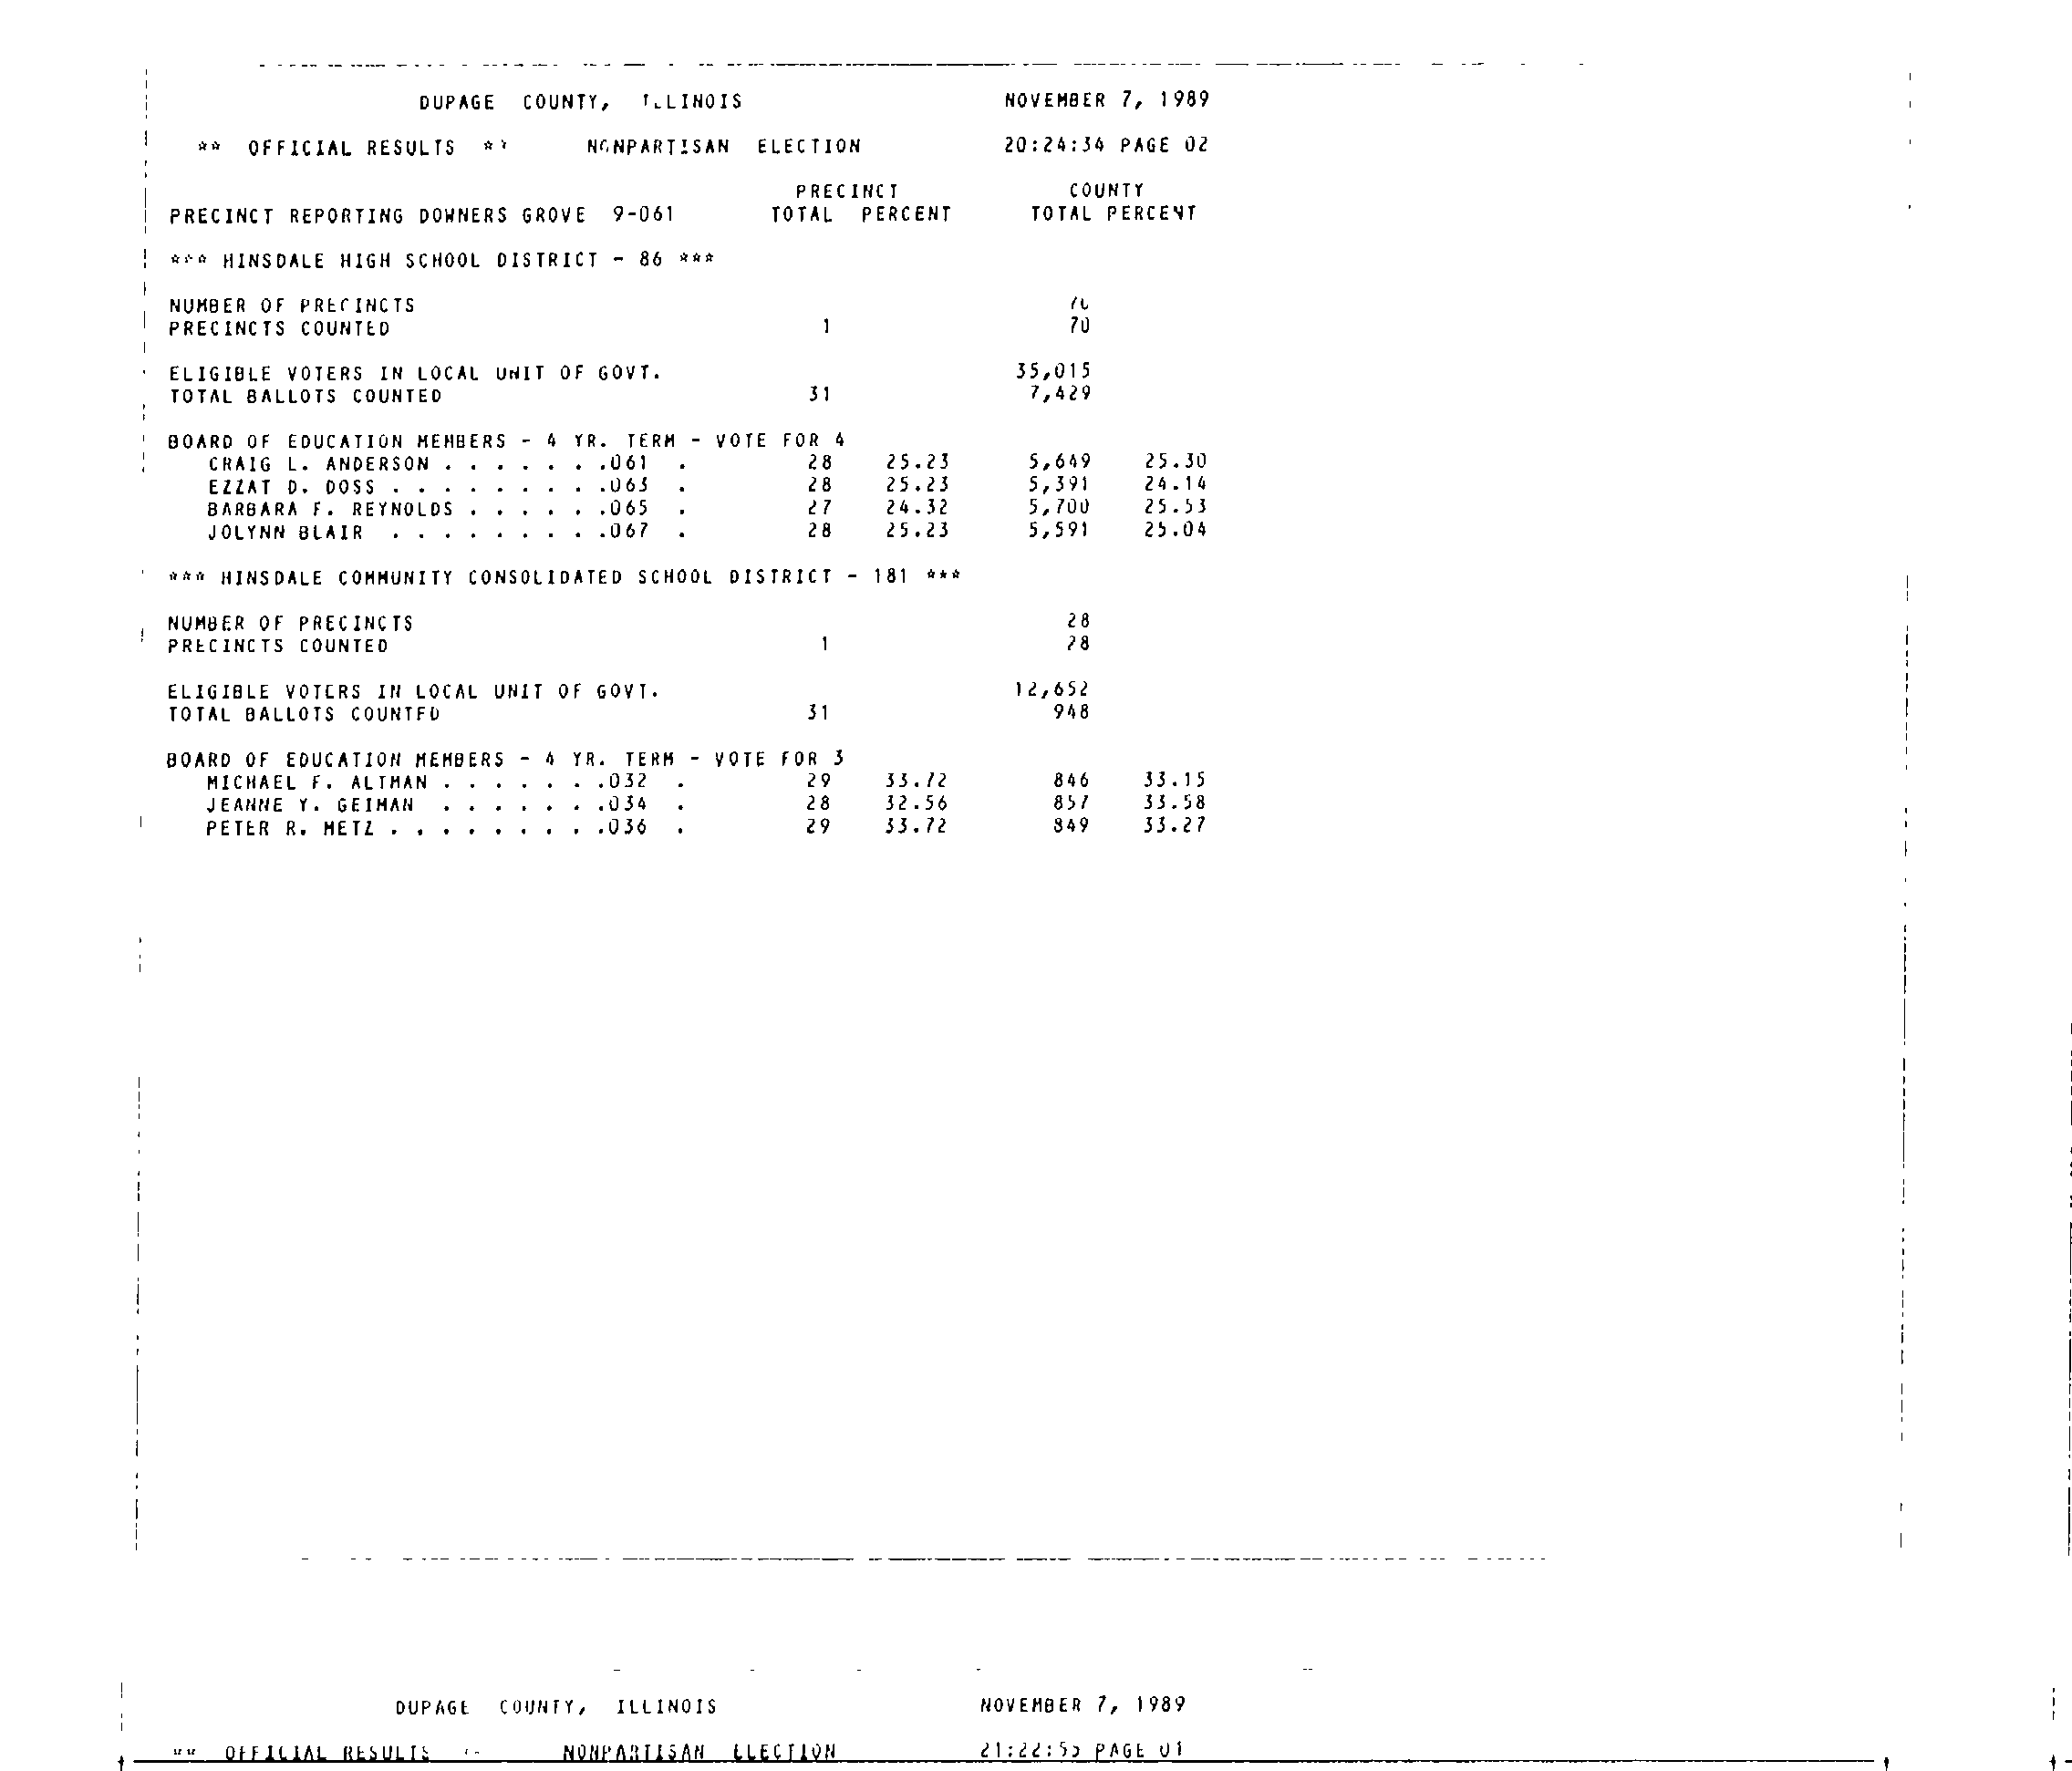 DUPAGE COUNTY, ILLINOIS NOVEMBER 7, 1989
** OFFICIAL RESULTS ** NONPARTISAN ELECTION 20:24:34 PAGE 02
PRECINCT COUNTY
PRECINCT REPORTING DOWNERS GROVE 9-061 TOTAL PERCENT TOTAL PERCENT
*** HINSDALE HIGH SCHOOL DISTRICT - 86 ***
NUMBER OF PRECINCTS 70
PRECINCTS COUNTED 1 70
ELIGIBLE VOTERS IN LOCAL UNIT OF GOVT. 35,015
TOTAL BALLOTS COUNTED 31 7,429
BOARD OF EDUCATION MEMBERS - 4 YR. TERM - VOTE FOR 4
CRAIG L. ANDERSON . . . . . . .061 . 28 25.23 5,649 25.30
EZZAT D. DOSS . . . . . . . . .063 . 28 25.23 5,391 24.14
BARBARA F. REYNOLDS . . . . . .065 . 27 24.32 5,700 25.53
JOLYNN BLAIR . . . . . . . . .067 . 28 25.23 5,591 25.04
*** HINSDALE COMMUNITY CONSOLIDATED SCHOOL DISTRICT - 181 ***
NUMBER OF PRECINCTS 28
PRECINCTS COUNTED 1 28
ELIGIBLE VOTERS IN LOCAL UNIT OF GOVT. 12,652
TOTAL BALLOTS COUNTED 31 948
BOARD OF EDUCATION MEMBERS - 4 YR. TERM - VOTE FOR 3
MICHAEL F. ALTMAN . . . . . . .032 . 29 33.72 846 33.15
JEANNE Y. GEIMAN . . . . . . .034 . 28 32.56 857 33.58
PETER R. METZ . . . . . . . . .036 . 29 33.72 849 33.27
DUPAGE COUNTY, ILLINOIS NOVEMBER 7, 1989
** OFFICIAL RESULTS ** NONPARTISAN ELECTION 21:22:55 PAGE 01